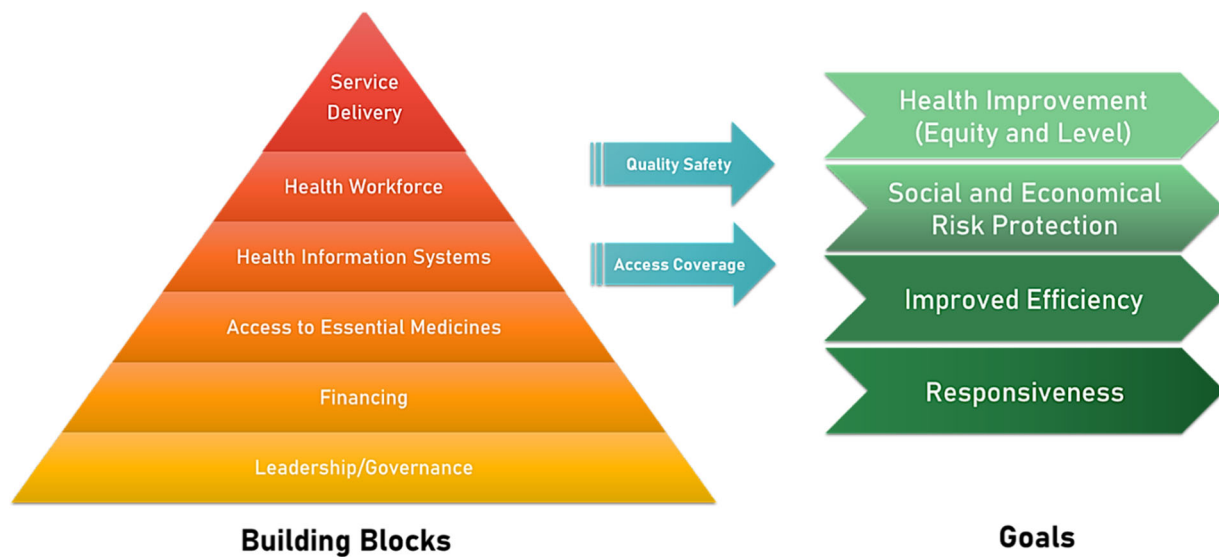 Service
Delivery
Health Workforce
Health Information Systems
Access to Essential Medicines
Financing
Leadership/Governance
Building Blocks
Quality Safety
Access Coverage
Health Improvement
(Equity and Level)
Social and Economical
Risk Protection
Improved Efficiency
Responsiveness
Goals